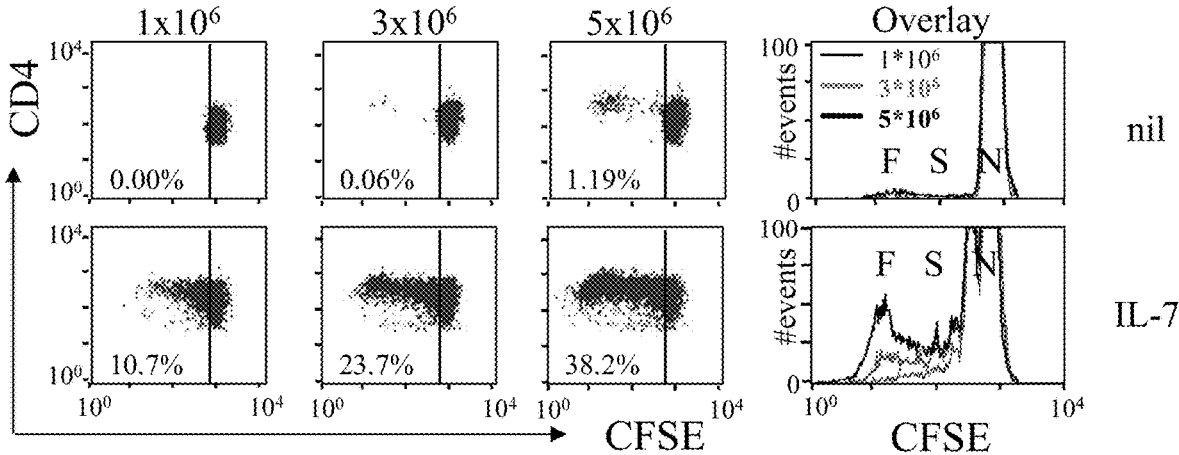 1x10⁶ 3x10⁶ 5x10⁶ Overlay
CD4
10⁴
10⁰
0.00%
0.06%
1.19%
#events
100
0
1*10⁶
3*10⁶
5*10⁶
F S N
nil
10⁴
10⁰
10.7%
23.7%
38.2%
#events
100
0
F S N
IL-7
10⁰ 10⁴ 10⁰ 10⁴ 10⁰ 10⁴ 10⁰ 10⁴
CFSE CFSE